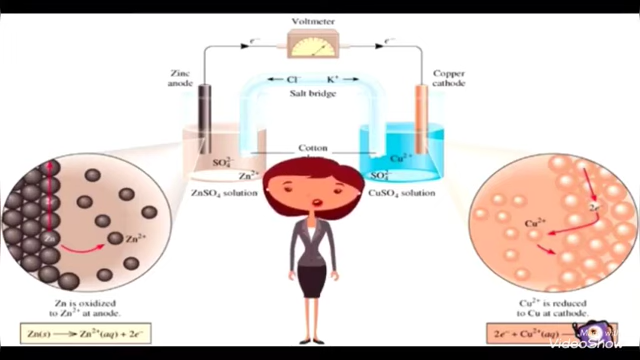 Voltmeter
e⁻
e⁻
Zinc
anode
Cl⁻
K⁺
Salt bridge
Copper
cathode
Cotton
SO₄²⁻
Zn²⁺
Cu²⁺
SO₄²⁻
ZnSO₄ solution
CuSO₄ solution
Zn
Zn²⁺
2e⁻
Cu²⁺
Zn is oxidized
to Zn²⁺ at anode.
Cu²⁺ is reduced
to Cu at cathode.
Zn(s) ⟶ Zn²⁺(aq) + 2e⁻
2e⁻ + Cu²⁺(aq)
VideoShow